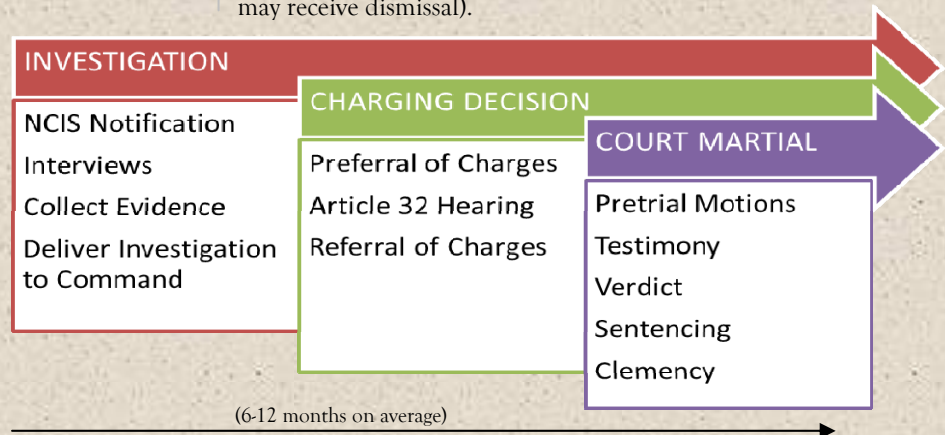 may receive dismissal).
INVESTIGATION
NCIS Notification
Interviews
Collect Evidence
Deliver Investigation
to Command
CHARGING DECISION
Preferral of Charges
Article 32 Hearing
Referral of Charges
COURT MARTIAL
Pretrial Motions
Testimony
Verdict
Sentencing
Clemency
(6-12 months on average)